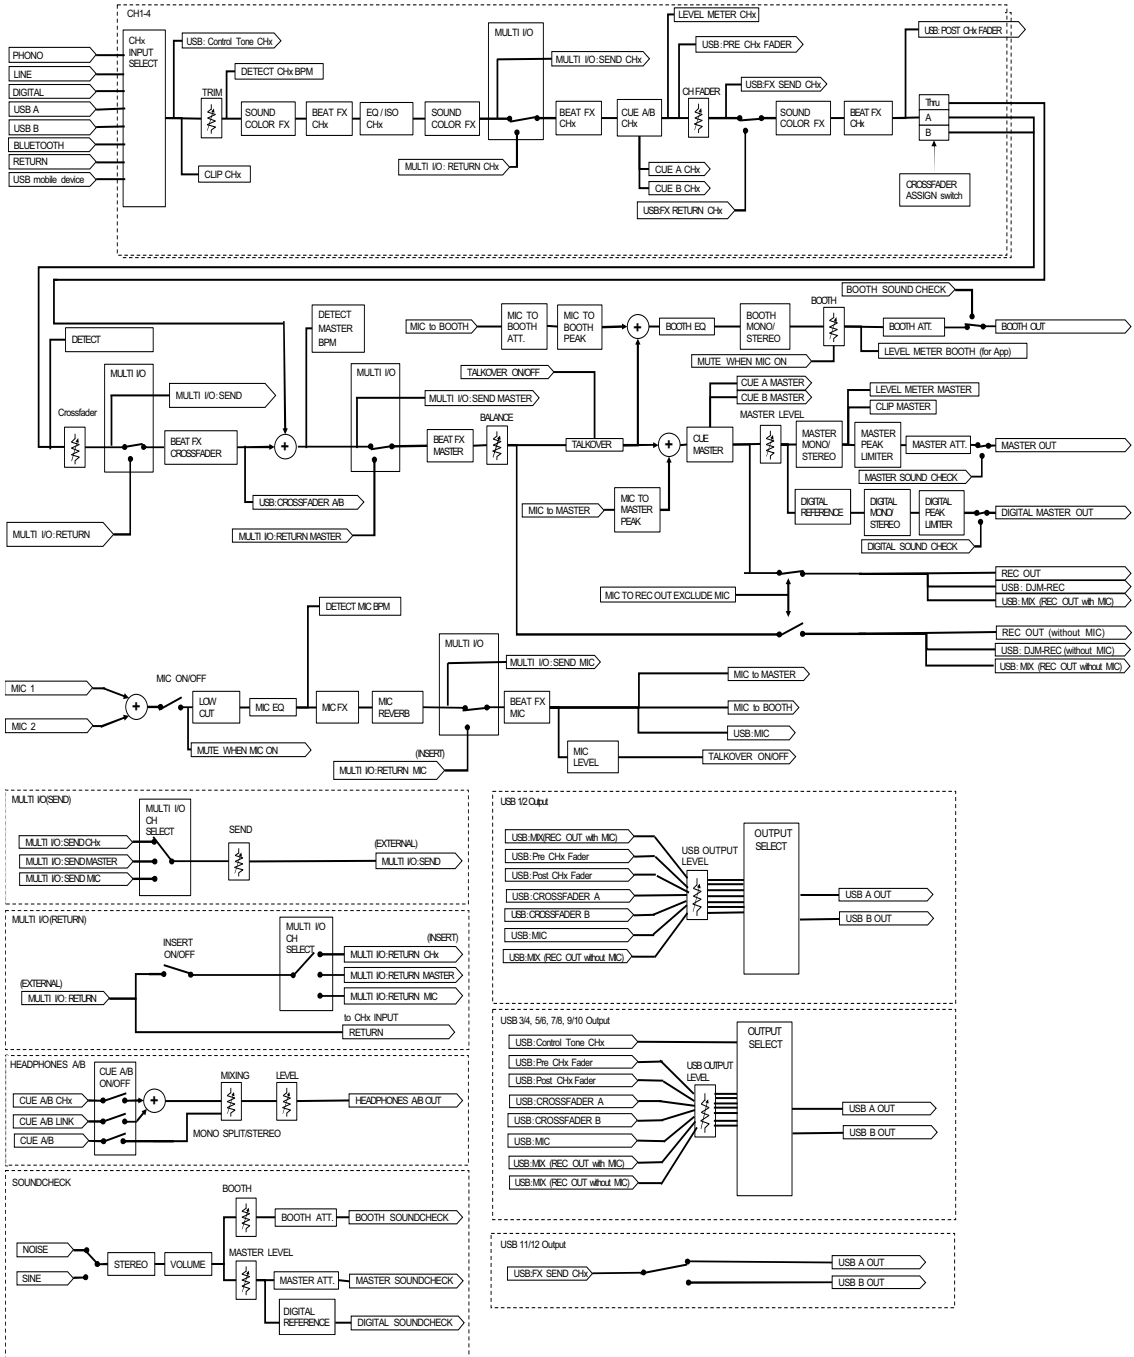 CH1-4
CHx
INPUT
SELECT
PHONO
LINE
DIGITAL
USB A
USB B
BLUETOOTH
RETURN
USB mobile device
USB: Control Tone CHx
DETECT CHx BPM
TRIM
CLIP CHx
SOUND
COLOR FX
BEAT FX
CHx
EQ / ISO
CHx
SOUND
COLOR FX
MULTI I/O
MULTI I/O:SEND CHx
MULTI I/O: RETURN CHx
BEAT FX
CHx
CUE A/B
CHx
CUE A CHx
CUE B CHx
LEVEL METER CHx
USB:PRE CHx FADER
CH FADER
USB:FX SEND CHx
USB:FX RETURN CHx
SOUND
COLOR FX
BEAT FX
CHx
USB: POST CHx FADER
Thru
A
B
CROSSFADER
ASSIGN switch
DETECT
MULTI I/O
MULTI I/O:SEND
Crossfader
BEAT FX
CROSSFADER
MULTI I/O:RETURN
USB:CROSSFADER A/B
DETECT
MASTER
BPM
MULTI I/O
MULTI I/O:SEND MASTER
MULTI I/O:RETURN MASTER
BEAT FX
MASTER
BALANCE
MIC to BOOTH
MIC TO
BOOTH
ATT.
MIC TO
BOOTH
PEAK
BOOTH EQ
BOOTH
MONO/
STEREO
BOOTH
BOOTH SOUND CHECK
BOOTH ATT.
BOOTH OUT
LEVEL METER BOOTH (for App)
MUTE WHEN MIC ON
TALKOVER ON/OFF
TALKOVER
CUE A MASTER
CUE B MASTER
CUE
MASTER
MASTER LEVEL
LEVEL METER MASTER
CLIP MASTER
MASTER
MONO/
STEREO
MASTER
PEAK
LIMITER
MASTER ATT.
MASTER OUT
MASTER SOUND CHECK
MIC to MASTER
MIC TO
MASTER
PEAK
DIGITAL
REFERENCE
DIGITAL
MONO/
STEREO
DIGITAL
PEAK
LIMITER
DIGITAL MASTER OUT
DIGITAL SOUND CHECK
REC OUT
USB: DJM-REC
USB: MIX (REC OUT with MIC)
MIC TO REC OUT EXCLUDE MIC
REC OUT (without MIC)
USB: DJM-REC (without MIC)
USB: MIX (REC OUT without MIC)
DETECT MIC BPM
MIC 1
MIC 2
MIC ON/OFF
LOW
CUT
MIC EQ
MIC FX
MIC
REVERB
MUTE WHEN MIC ON
MULTI I/O
MULTI I/O:SEND MIC
(INSERT)
MULTI I/O:RETURN MIC
BEAT FX
MIC
MIC to MASTER
MIC to BOOTH
USB:MIC
MIC
LEVEL
TALKOVER ON/OFF
MULTI I/O(SEND)
MULTI I/O
CH
SELECT
MULTI I/O:SEND CHx
MULTI I/O:SEND MASTER
MULTI I/O:SEND MIC
SEND
(EXTERNAL)
MULTI I/O:SEND
MULTI I/O(RETURN)
INSERT
ON/OFF
(EXTERNAL)
MULTI I/O: RETURN
MULTI I/O
CH
SELECT
(INSERT)
MULTI I/O:RETURN CHx
MULTI I/O:RETURN MASTER
MULTI I/O:RETURN MIC
to CHx INPUT
RETURN
HEADPHONES A/B
CUE A/B
ON/OFF
CUE A/B CHx
CUE A/B LINK
CUE A/B
MIXING
LEVEL
MONO SPLIT/STEREO
HEADPHONES A/B OUT
SOUNDCHECK
NOISE
SINE
STEREO
VOLUME
BOOTH
BOOTH ATT.
BOOTH SOUNDCHECK
MASTER LEVEL
MASTER ATT.
MASTER SOUNDCHECK
DIGITAL
REFERENCE
DIGITAL SOUNDCHECK
USB 1/2 Output
USB:MIX(REC OUT with MIC)
USB: Pre CHx Fader
USB: Post CHx Fader
USB:CROSSFADER A
USB:CROSSFADER B
USB:MIC
USB:MIX (REC OUT without MIC)
USB OUTPUT
LEVEL
OUTPUT
SELECT
USB A OUT
USB B OUT
USB 3/4, 5/6, 7/8, 9/10 Output
USB:Control Tone CHx
USB: Pre CHx Fader
USB: Post CHx Fader
USB:CROSSFADER A
USB:CROSSFADER B
USB:MIC
USB: MIX (REC OUT with MIC)
USB: MIX (REC OUT without MIC)
USB OUTPUT
LEVEL
OUTPUT
SELECT
USB A OUT
USB B OUT
USB 11/12 Output
USB:FX SEND CHx
USB A OUT
USB B OUT